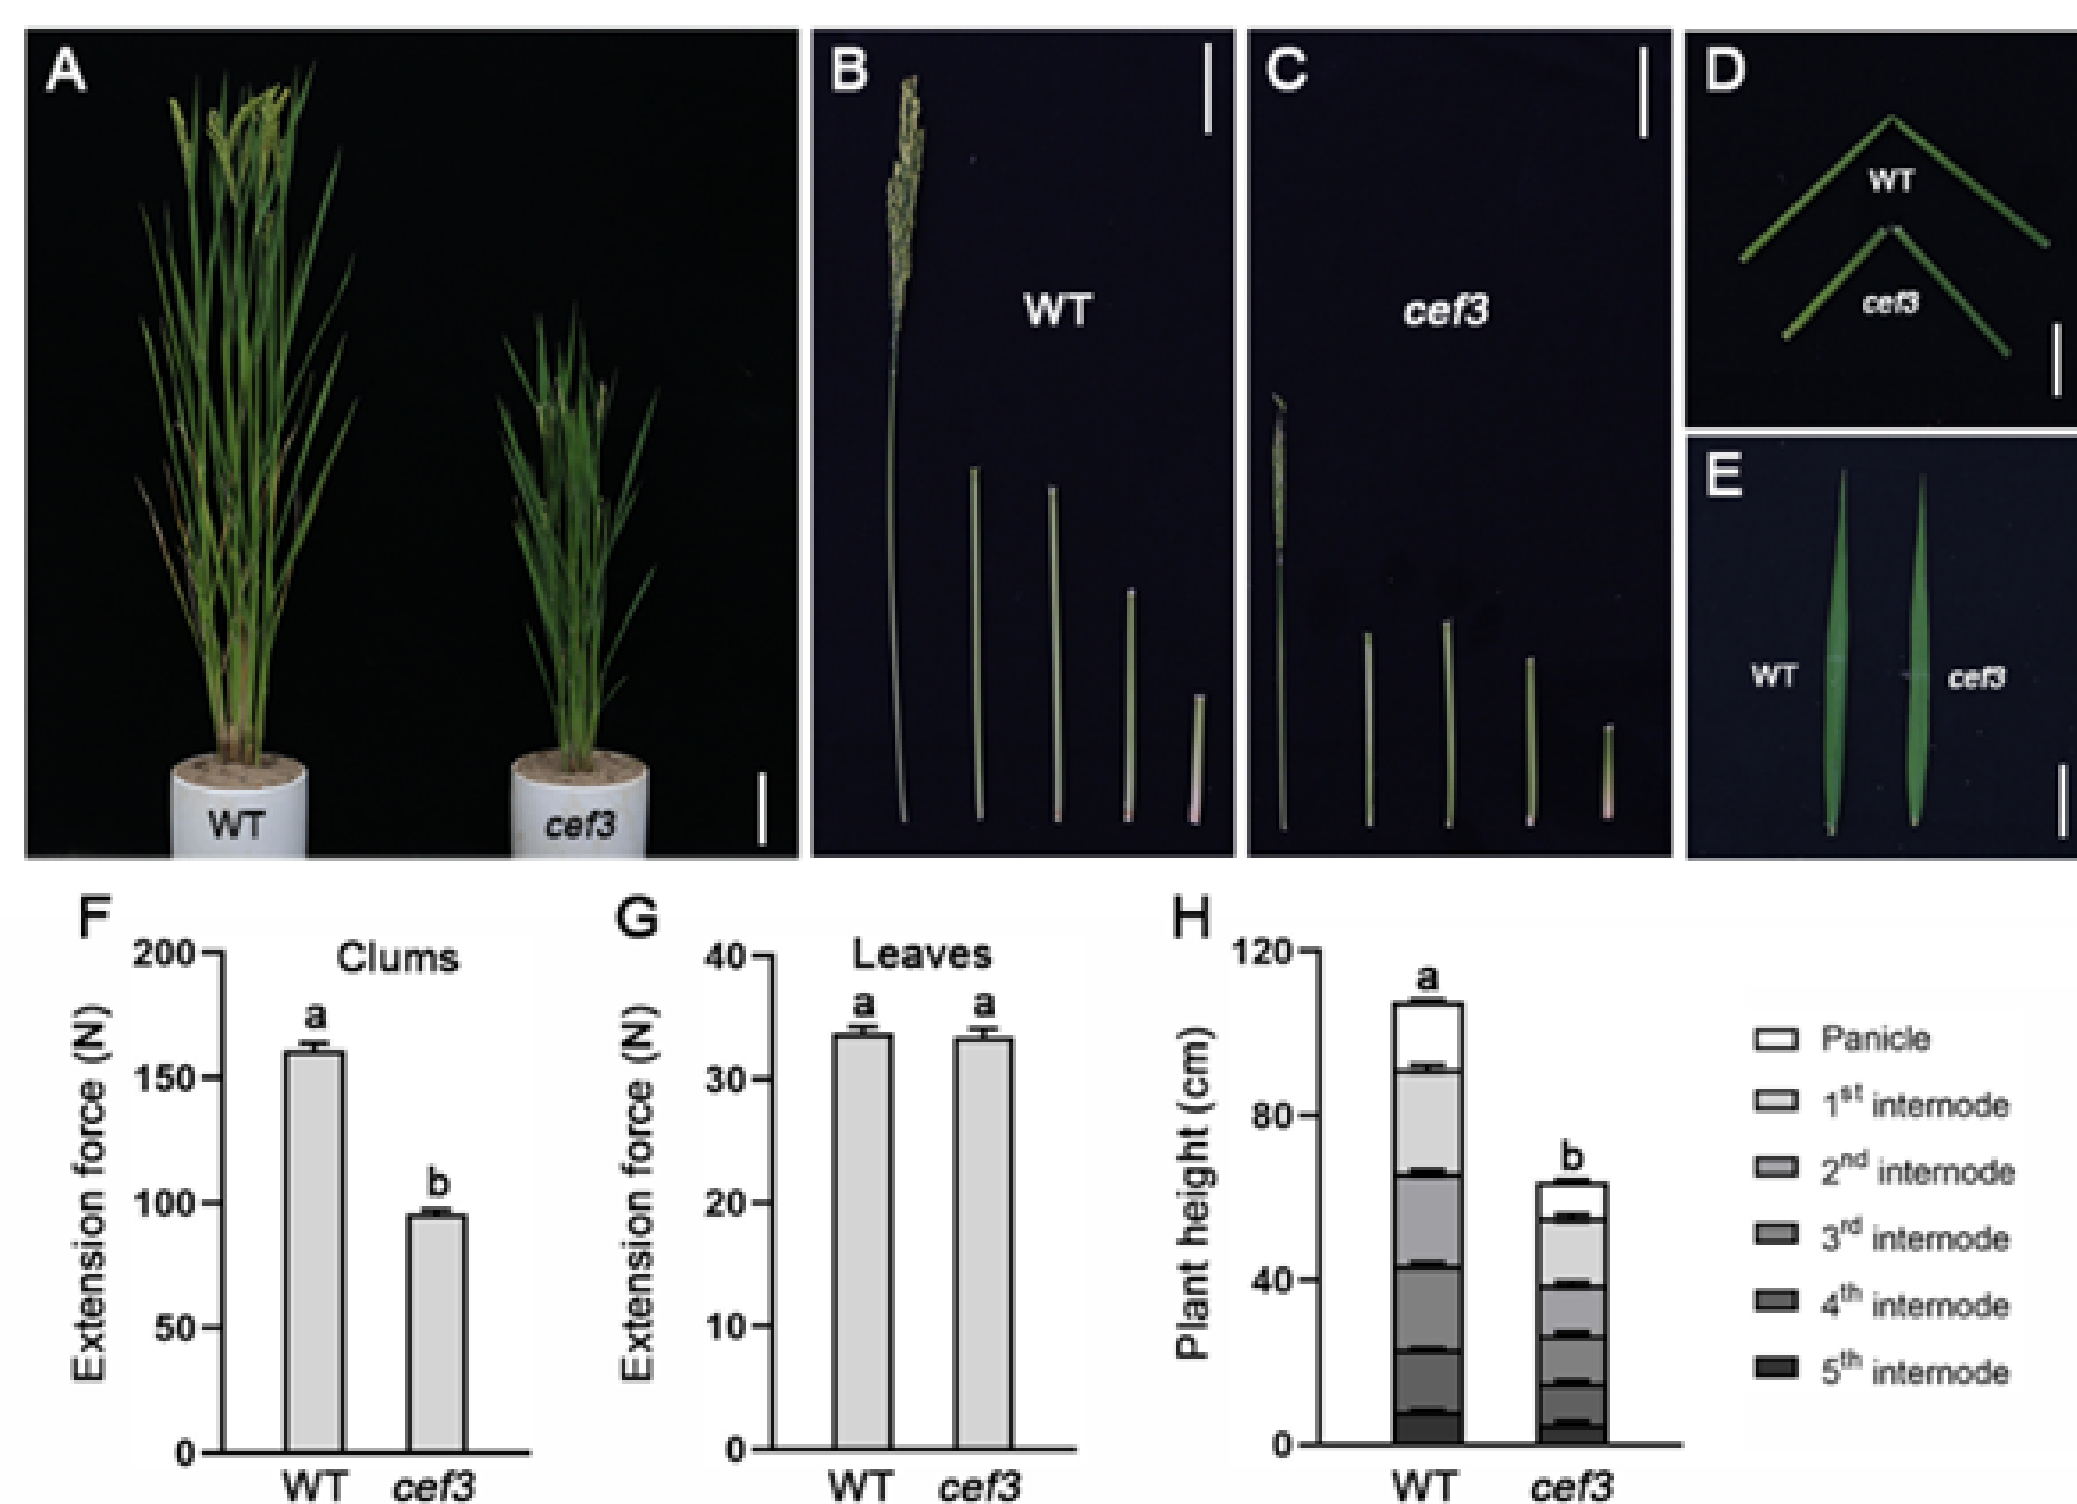 A
B
C
D
WT
cef3
WT
cef3
E
WT
cef3
WT
cef3
F
G
H
Clums
Leaves
Extension force (N)
200
150
100
50
0
a
b
WT
cef3
Extension force (N)
40
30
20
10
0
a
a
WT
cef3
Plant height (cm)
120
80
40
0
a
b
WT
cef3
Panicle
1st internode
2nd internode
3rd internode
4th internode
5th internode